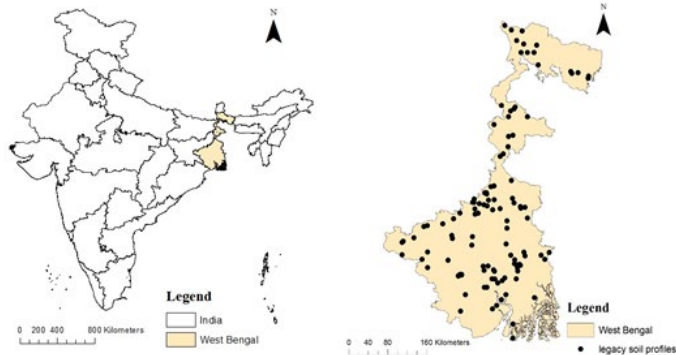 N
Legend
India
West Bengal
0 200 400 800 Kilometers
N
Legend
West Bengal
legacy soil profiles
0 40 80 160 Kilometers